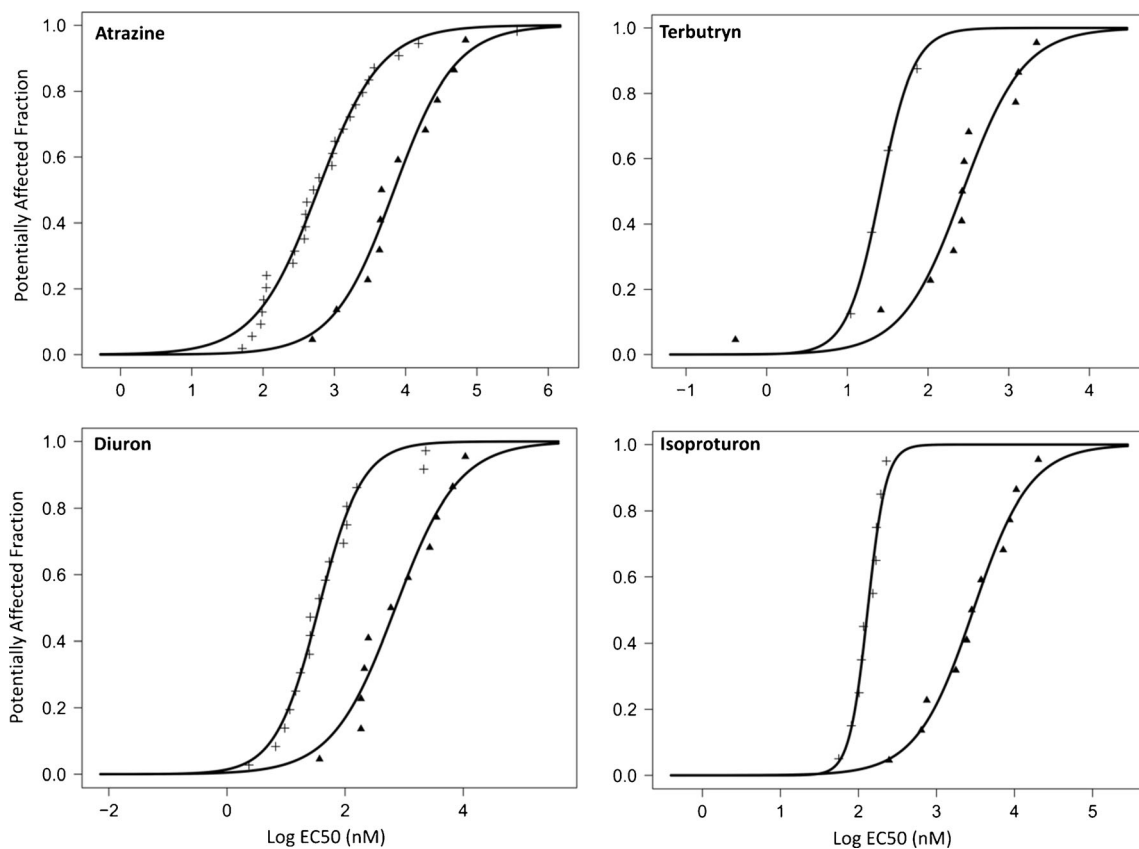 Atrazine
Terbutryn
Potentially Affected Fraction
1.0
0.8
0.6
0.4
0.2
0.0
0 1 2 3 4 5 6
1.0
0.8
0.6
0.4
0.2
0.0
−1 0 1 2 3 4
Diuron
Isoproturon
Potentially Affected Fraction
1.0
0.8
0.6
0.4
0.2
0.0
−2 0 2 4
Log EC50 (nM)
1.0
0.8
0.6
0.4
0.2
0.0
0 1 2 3 4 5
Log EC50 (nM)